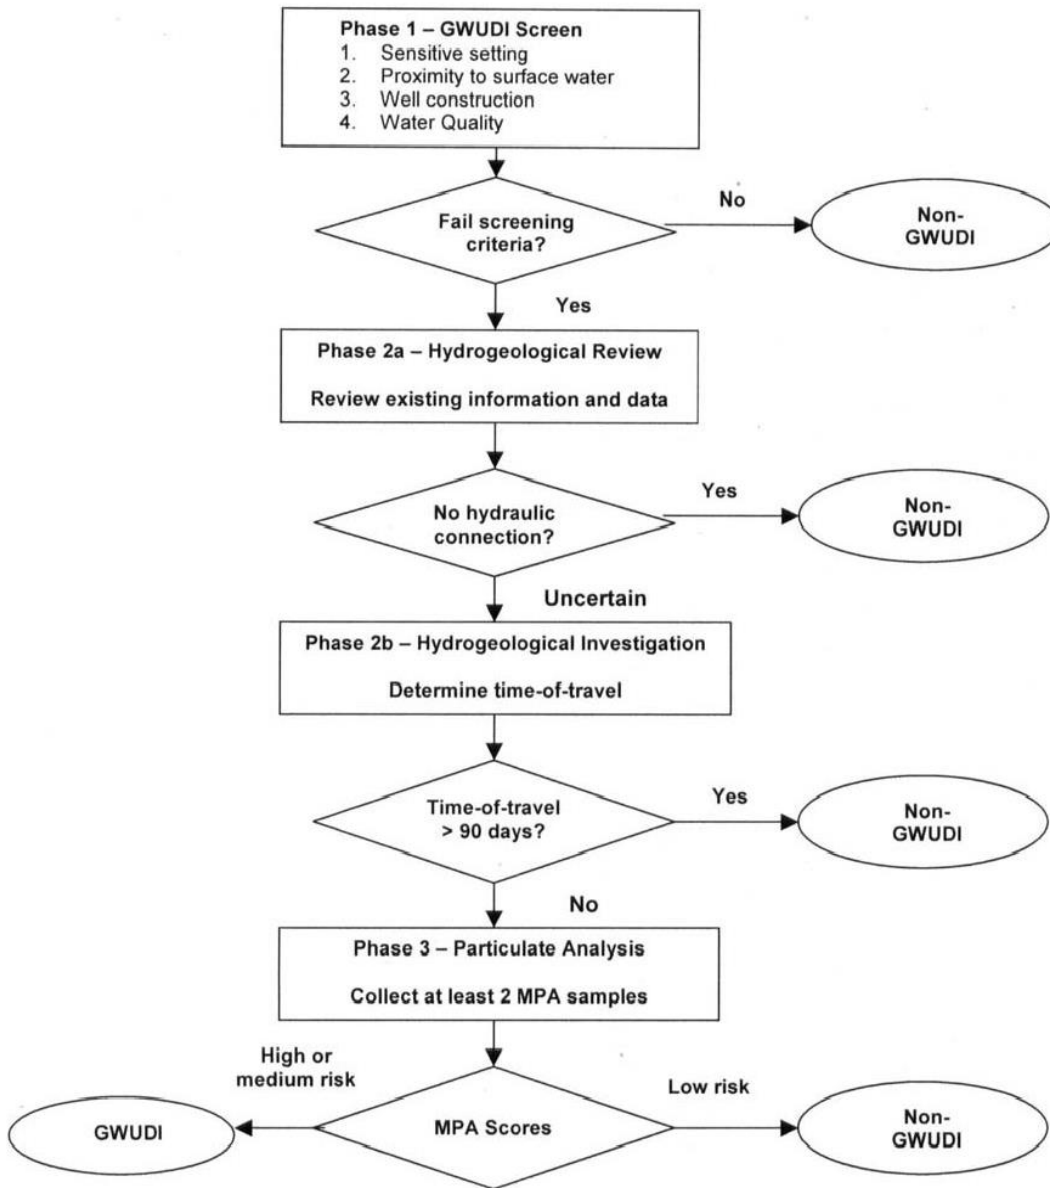 Phase 1 – GWUDI Screen
1. Sensitive setting
2. Proximity to surface water
3. Well construction
4. Water Quality
Fail screening
criteria?
No
Non-
GWUDI
Yes
Phase 2a – Hydrogeological Review
Review existing information and data
No hydraulic
connection?
Yes
Non-
GWUDI
Uncertain
Phase 2b – Hydrogeological Investigation
Determine time-of-travel
Time-of-travel
> 90 days?
Yes
Non-
GWUDI
No
Phase 3 – Particulate Analysis
Collect at least 2 MPA samples
High or
medium risk
Low risk
GWUDI
MPA Scores
Non-
GWUDI